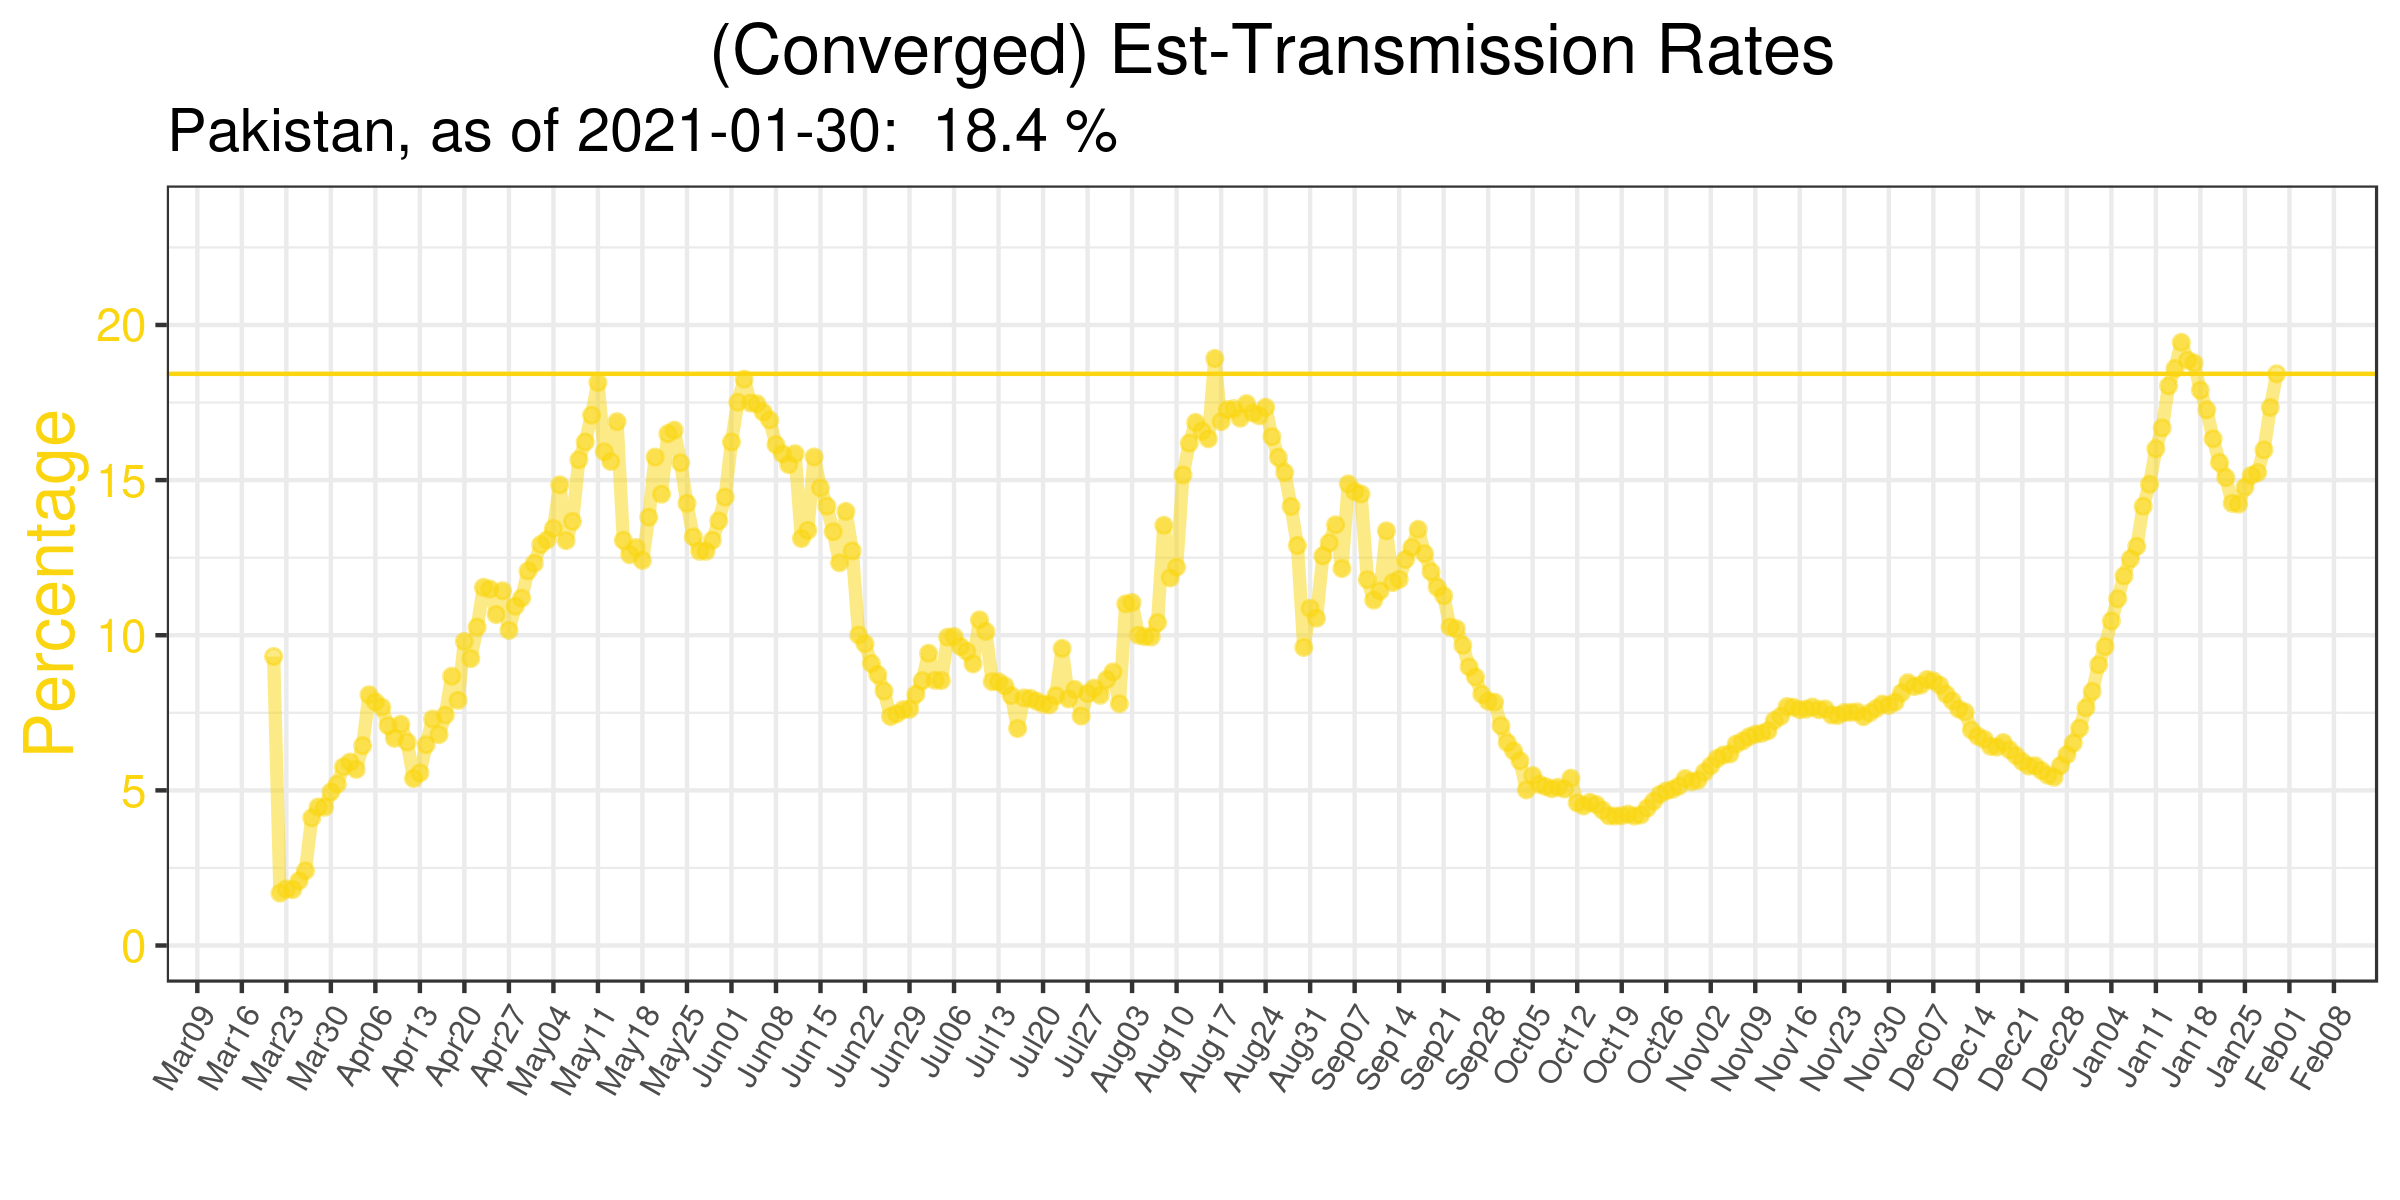 (Converged) Est-Transmission Rates
Pakistan, as of 2021-01-30:  18.4 %
Percentage
20
15
10
5
0
Mar09
Mar16
Mar23
Mar30
Apr06
Apr13
Apr20
Apr27
May04
May11
May18
May25
Jun01
Jun08
Jun15
Jun22
Jun29
Jul06
Jul13
Jul20
Jul27
Aug03
Aug10
Aug17
Aug24
Aug31
Sep07
Sep14
Sep21
Sep28
Oct05
Oct12
Oct19
Oct26
Nov02
Nov09
Nov16
Nov23
Nov30
Dec07
Dec14
Dec21
Dec28
Jan04
Jan11
Jan18
Jan25
Feb01
Feb08